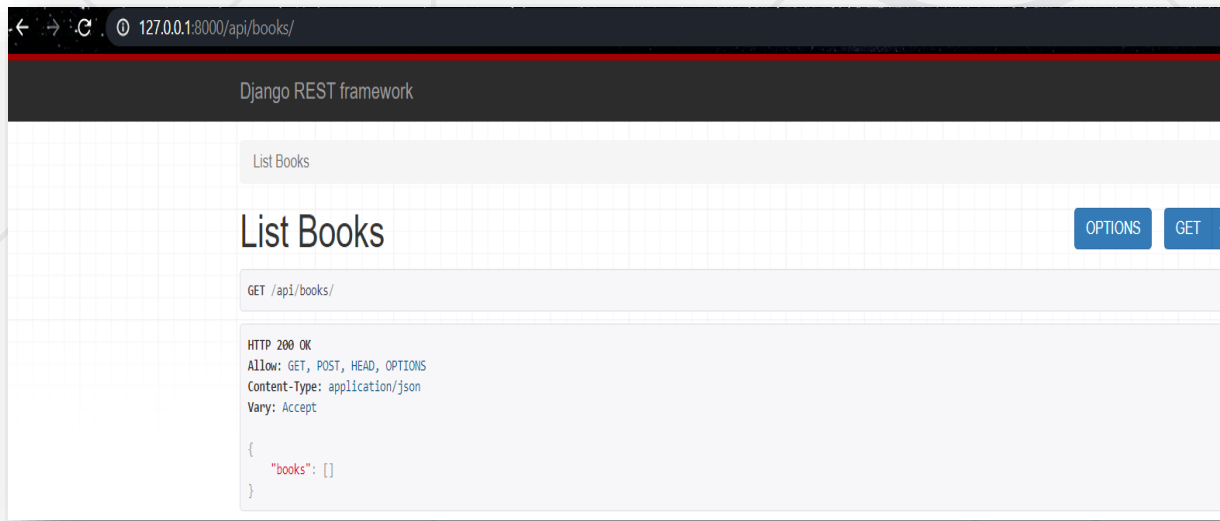 127.0.0.1:8000/api/books/
Django REST framework
List Books
List Books
OPTIONS GET
GET /api/books/
HTTP 200 OK
Allow: GET, POST, HEAD, OPTIONS
Content-Type: application/json
Vary: Accept
{
"books": []
}